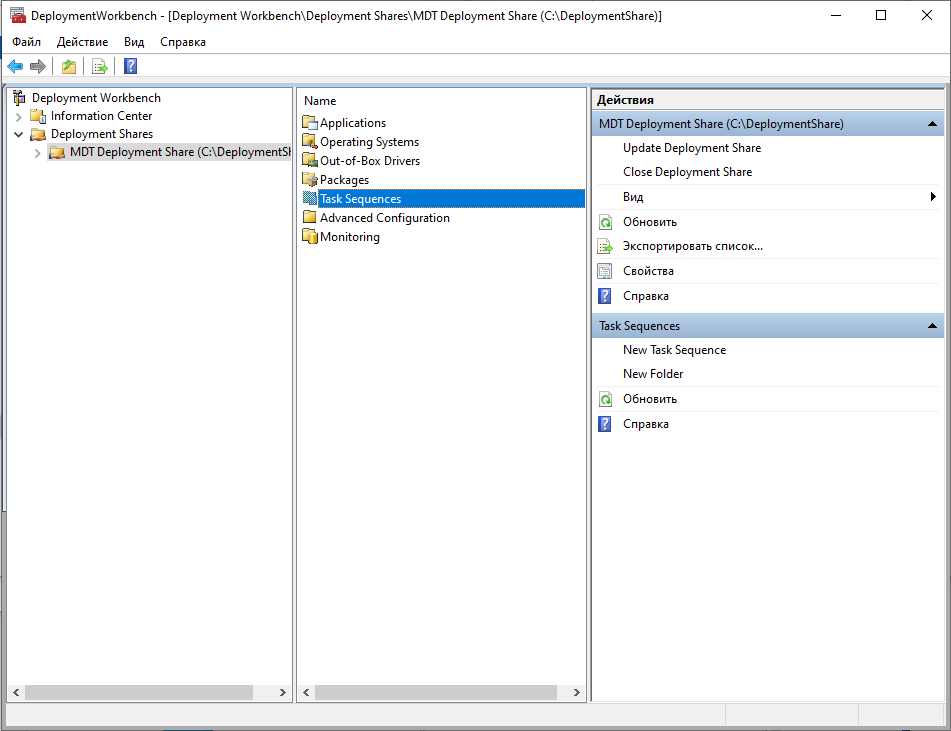 DeploymentWorkbench - [Deployment Workbench\Deployment Shares\MDT Deployment Share (C:\DeploymentShare)]
Файл Действие Вид Справка
Deployment Workbench
Information Center
Deployment Shares
MDT Deployment Share (C:\DeploymentSh
Name
Applications
Operating Systems
Out-of-Box Drivers
Packages
Task Sequences
Advanced Configuration
Monitoring
Действия
MDT Deployment Share (C:\DeploymentShare)
Update Deployment Share
Close Deployment Share
Вид
Обновить
Экспортировать список...
Свойства
Справка
Task Sequences
New Task Sequence
New Folder
Обновить
Справка